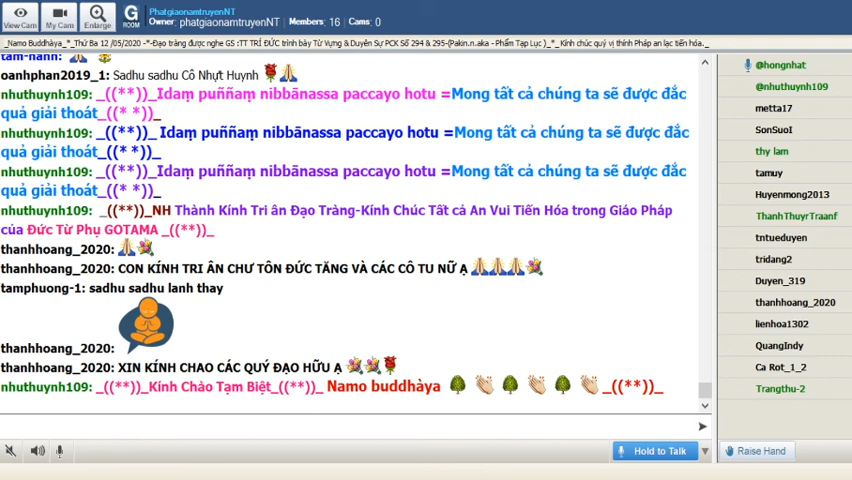 View Cam
My Cam
Enlarge
G
ROOM
PhatgiaonamtruyenNT
Owner: phatgiaonamtruyenNT | Members: 16 | Cams: 0
_Namo Buddhàya_*_Thứ Ba 12 /05/2020 -*-Đạo tràng được nghe GS :TT TRÍ ĐỨC trình bày Từ Vựng &Duyên Sự PCK Số 294 & 295-(Pakin.n.aka - Phẩm Tạp Lục )_*_Kính chúc quý vị thính Pháp an lạc tiến hóa._
tam-hanh:
oanhphan2019_1: Sadhu sadhu Cô Nhựt Huynh
nhuthuynh109: _((**))_Idaṃ puññaṃ nibbānassa paccayo hotu =Mong tất cả chúng ta sẽ được đắc
quả giải thoát_((* *))_
nhuthuynh109: _((**))_ Idaṃ puññaṃ nibbānassa paccayo hotu =Mong tất cả chúng ta sẽ được đắc
quả giải thoát_((* *))_
nhuthuynh109: _((**))_Idaṃ puññaṃ nibbānassa paccayo hotu =Mong tất cả chúng ta sẽ được đắc
quả giải thoát_((* *))_
nhuthuynh109: _((**))_NH Thành Kính Tri ân Đạo Tràng-Kính Chúc Tất cả An Vui Tiến Hóa trong Giáo Pháp
của Đức Từ Phụ GOTAMA _((**))_
thanhhoang_2020:
thanhhoang_2020: CON KÍNH TRI ÂN CHƯ TÔN ĐỨC TĂNG VÀ CÁC CÔ TU NỮ Ạ
tamphuong-1: sadhu sadhu lanh thay
thanhhoang_2020:
thanhhoang_2020: XIN KÍNH CHAO CÁC QUÝ ĐẠO HỮU Ạ
nhuthuynh109: _((**))_Kính Chào Tạm Biệt_((**))_ Namo buddhàya _((**))_
@hongnhat
@nhuthuynh109
metta17
SonSuoI
thy lam
tamuy
Huyenmong2013
ThanhThuyrTraanf
tntueduyen
tridang2
Duyen_319
thanhhoang_2020
lienhoa1302
QuangIndy
Ca Rot_1_2
Trangthu-2
Hold to Talk
Raise Hand